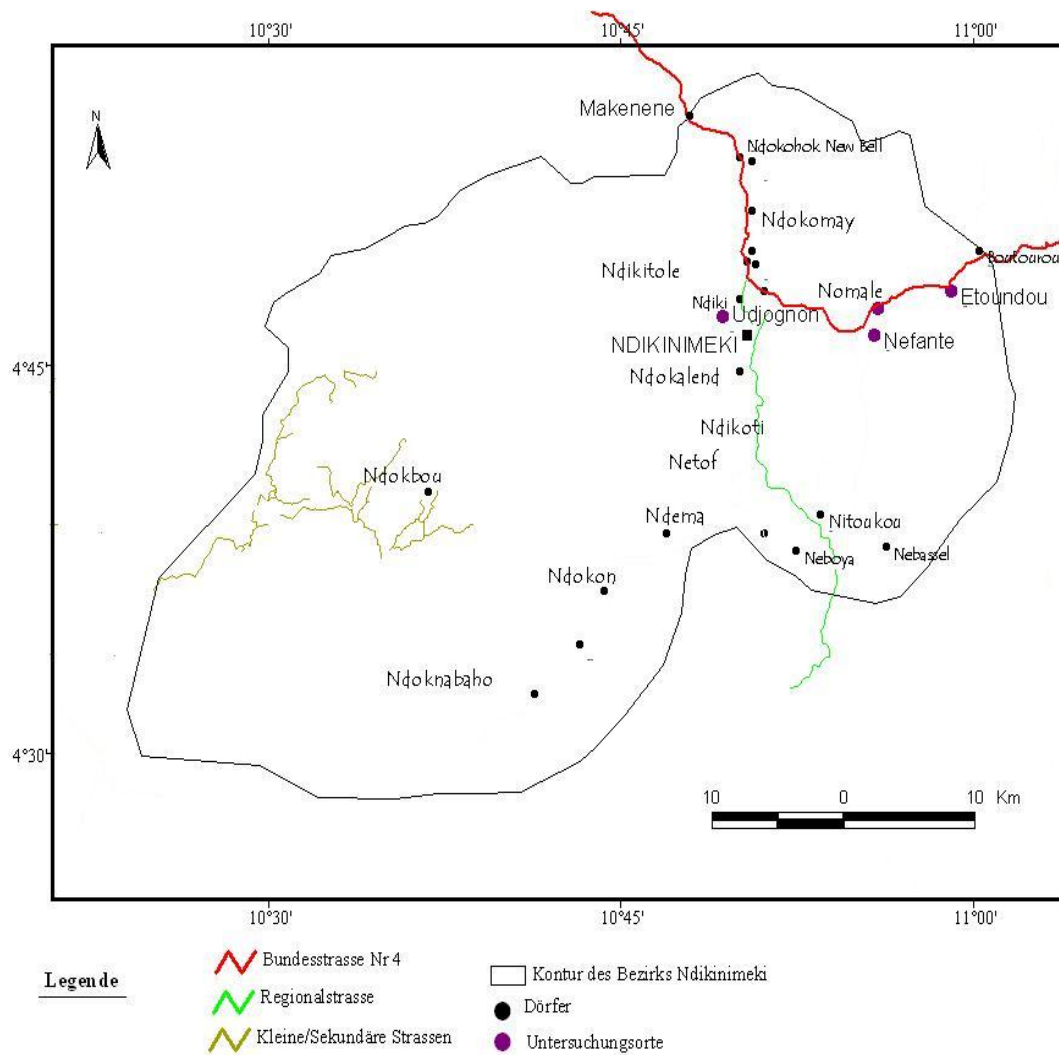 10°30'
10°45'
11°00'
N
Makenene
Ndokohok New Bell
Ndokomay
Ndikitole
Boutourou
Nomale
Etoundou
Ndiki
Udjognon
NDIKINIMEKI
Nefante
4°45'
Ndokalend
Ndikoti
Netof
Ndokbou
Ndema
Nitoukou
Neboya
Nebassel
Ndokon
Ndoknabaho
4°30'
10 0 10 Km
10°30'
10°45'
11°00'
Legende
Bundesstrasse Nr 4
Regionalstrasse
Kleine/Sekundäre Strassen
Kontur des Bezirks Ndikinimeki
Dörfer
Untersuchungsorte